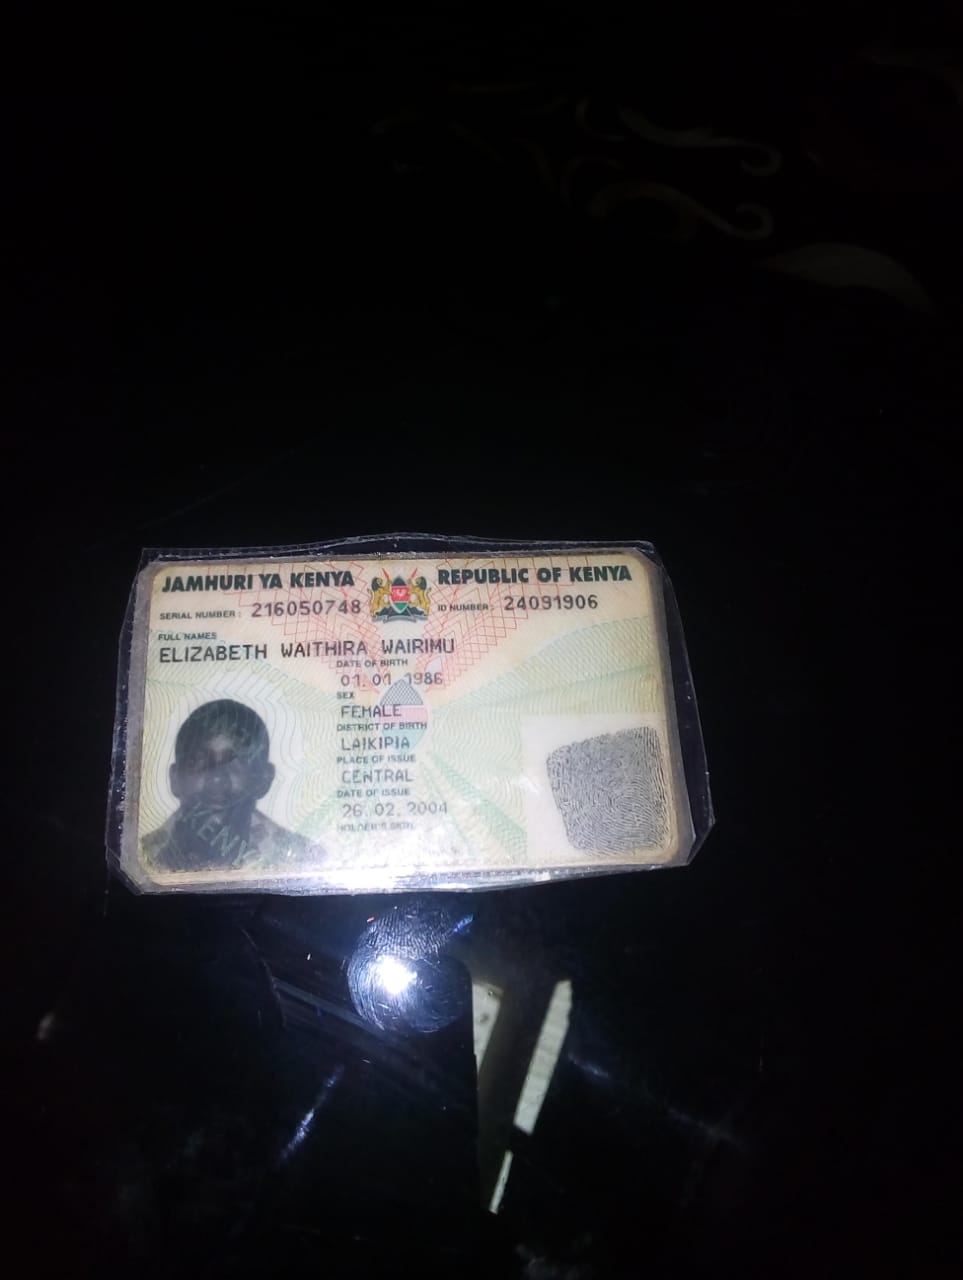 JAMHURI YA KENYA REPUBLIC OF KENYA
SERIAL NUMBER: 216050748 ID NUMBER: 24091906
FULL NAMES
ELIZABETH WAITHIRA WAIRIMU
DATE OF BIRTH
01.01.1986
SEX
FEMALE
DISTRICT OF BIRTH
LAIKIPIA
PLACE OF ISSUE
CENTRAL
DATE OF ISSUE
26.02.2004
HOLDER'S SIGN.
KENYA